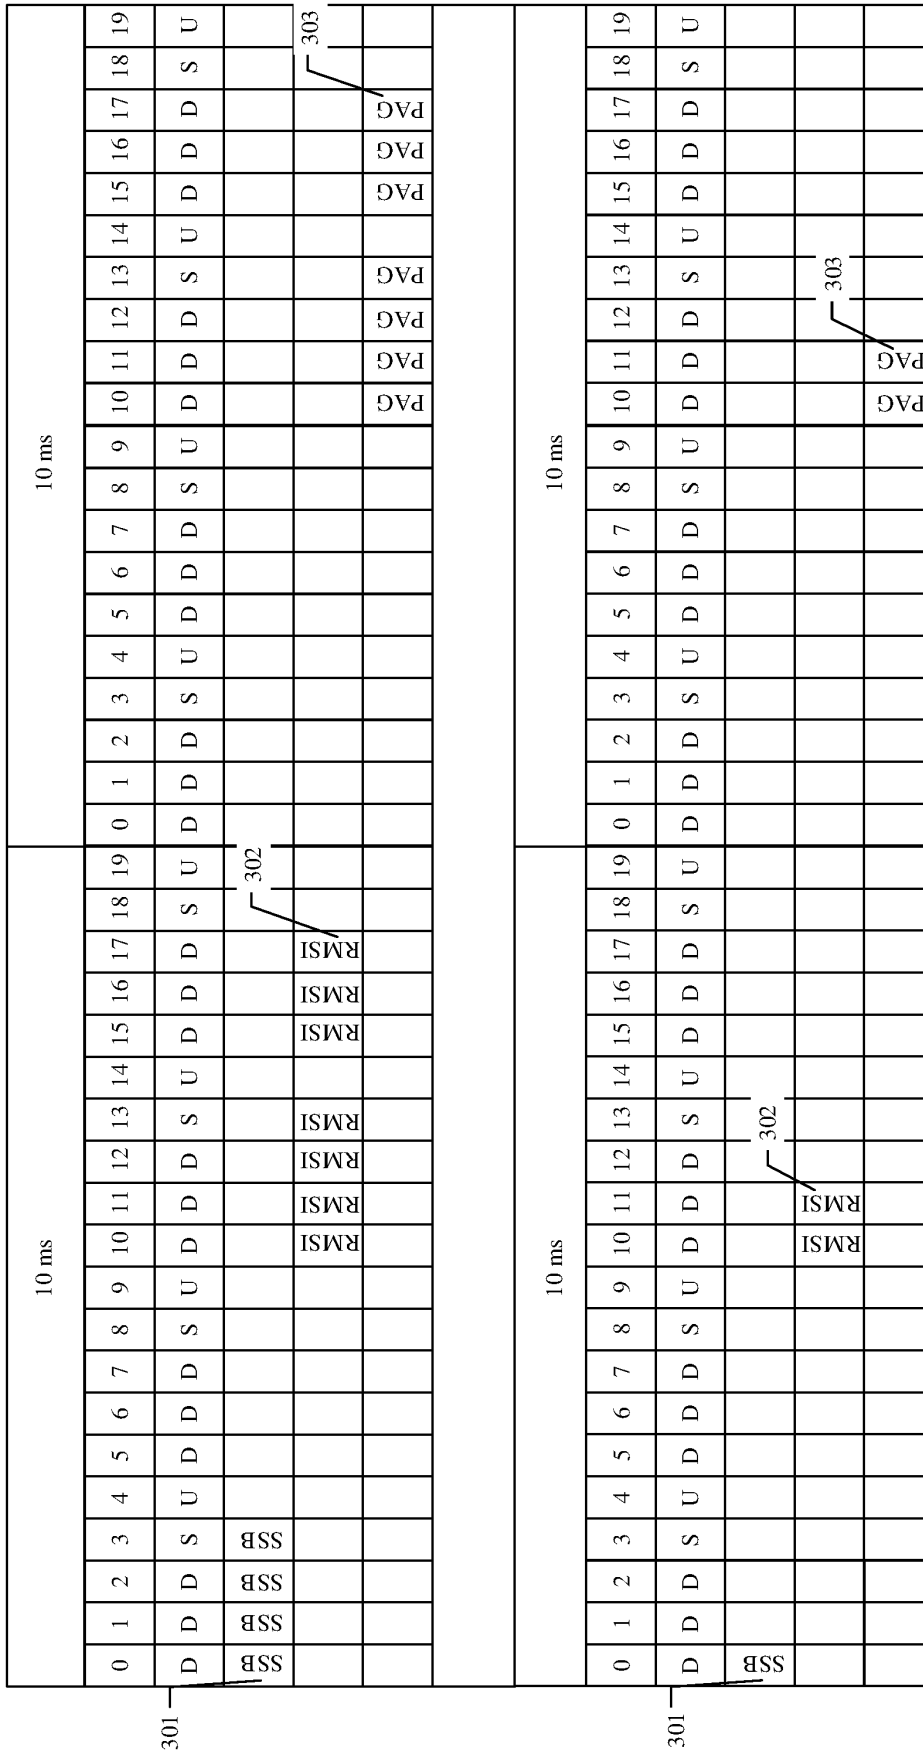 10 ms 10 ms
0 1 2 3 4 5 6 7 8 9 10 11 12 13 14 15 16 17 18 19 0 1 2 3 4 5 6 7 8 9 10 11 12 13 14 15 16 17 18 19
301 D D D S U D D D S U D D D S U D D D S U D D D S U D D D S U D D D S U D D D S U
SSB SSB SSB SSB 302
RMSI RMSI RMSI RMSI RMSI RMSI RMSI 303
PAG PAG PAG PAG PAG PAG PAG
10 ms 10 ms
0 1 2 3 4 5 6 7 8 9 10 11 12 13 14 15 16 17 18 19 0 1 2 3 4 5 6 7 8 9 10 11 12 13 14 15 16 17 18 19
301 D D D S U D D D S U D D D S U D D D S U D D D S U D D D S U D D D S U D D D S U
SSB 302
RMSI RMSI 303
PAG PAG